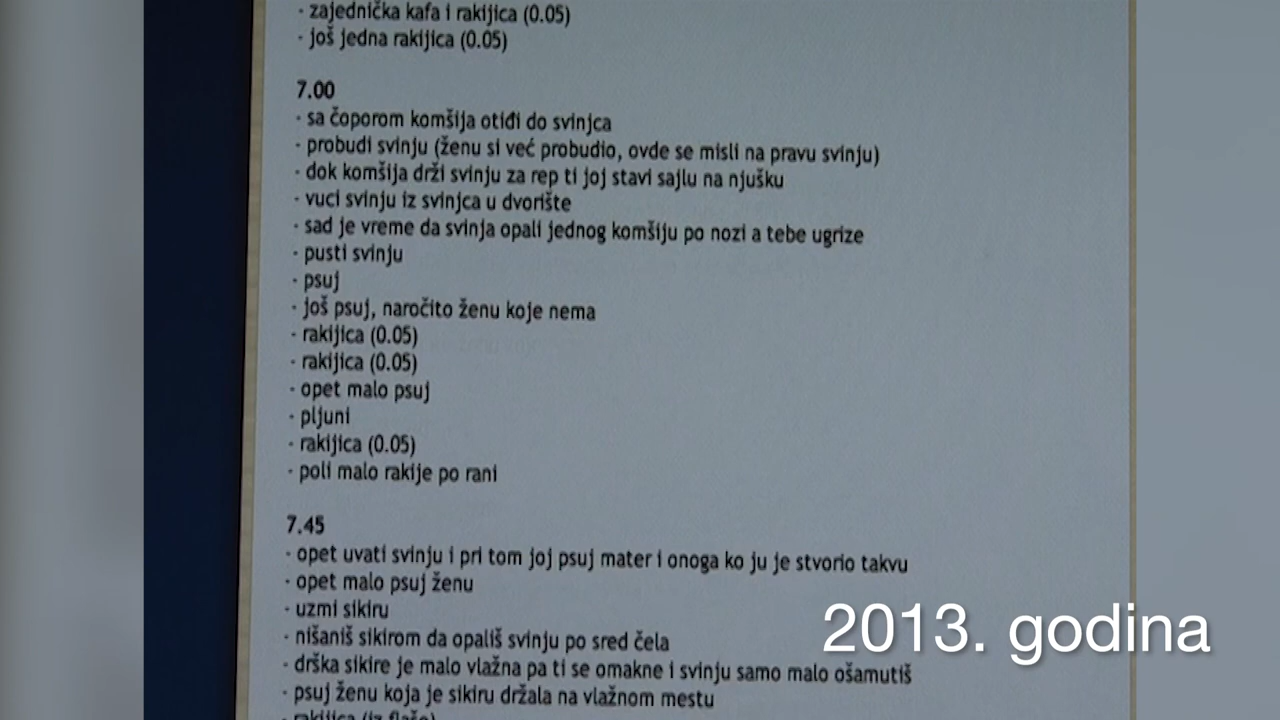 - zajednička kafa i rakijica (0.05)
- još jedna rakijica (0.05)
7.00
- sa čoporom komšija otiđi do svinjca
- probudi svinju (ženu si već probudio, ovde se misli na pravu svinju)
- dok komšija drži svinju za rep ti joj stavi sajlu na njušku
- vuci svinju iz svinjca u dvorište
- sad je vreme da svinja opali jednog komšiju po nozi a tebe ugrize
- pusti svinju
- psuj
- još psuj, naročito ženu koje nema
- rakijica (0.05)
- rakijica (0.05)
- opet malo psuj
- pljuni
- rakijica (0.05)
- poli malo rakije po rani
7.45
- opet uvati svinju i pri tom joj psuj mater i onoga ko ju je stvorio takvu
- opet malo psuj ženu
- uzmi sikiru
- nišaniš sikirom da opališ svinju po sred čela
- drška sikire je malo vlažna pa ti se omakne i svinju samo malo ošamutiš
- psuj ženu koja je sikiru držala na vlažnom mestu
- rakijica (iz flaše)
2013. godina